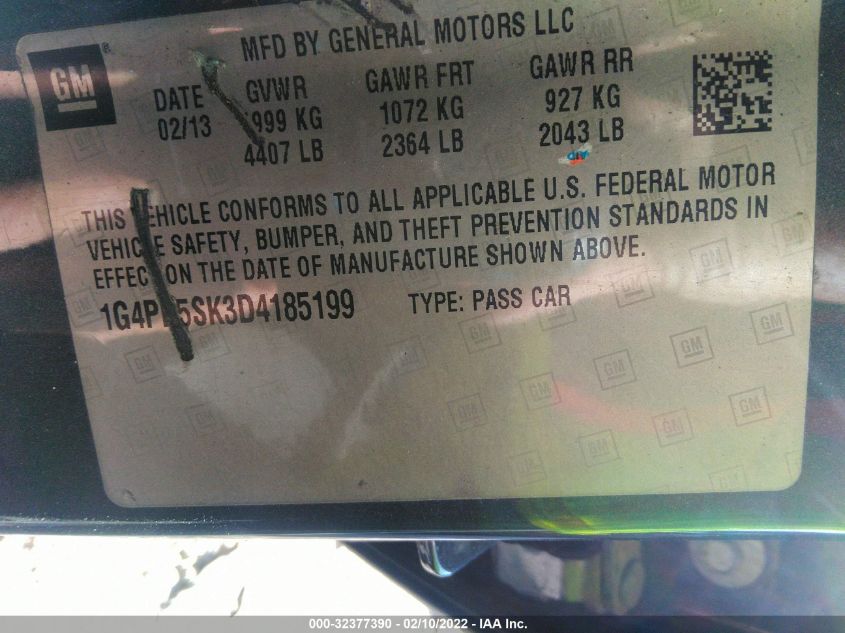 GM
MFD BY GENERAL MOTORS LLC
DATE GVWR GAWR FRT GAWR RR
02/13 1999 KG 1072 KG 927 KG
4407 LB 2364 LB 2043 LB
THIS VEHICLE CONFORMS TO ALL APPLICABLE U.S. FEDERAL MOTOR
VEHICLE SAFETY, BUMPER, AND THEFT PREVENTION STANDARDS IN
EFFECT ON THE DATE OF MANUFACTURE SHOWN ABOVE.
TYPE: PASS CAR
000-32377390 - 02/10/2022 - IAA Inc.